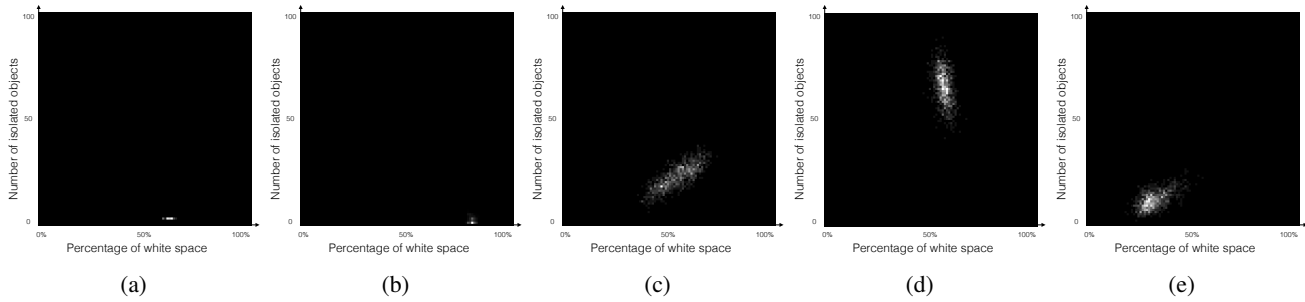 100
50
0
Number of isolated objects
0%
50%
100%
Percentage of white space
(a)
100
50
0
Number of isolated objects
0%
50%
100%
Percentage of white space
(b)
100
50
0
Number of isolated objects
0%
50%
100%
Percentage of white space
(c)
100
50
0
Number of isolated objects
0%
50%
100%
Percentage of white space
(d)
100
50
0
Number of isolated objects
0%
50%
100%
Percentage of white space
(e)